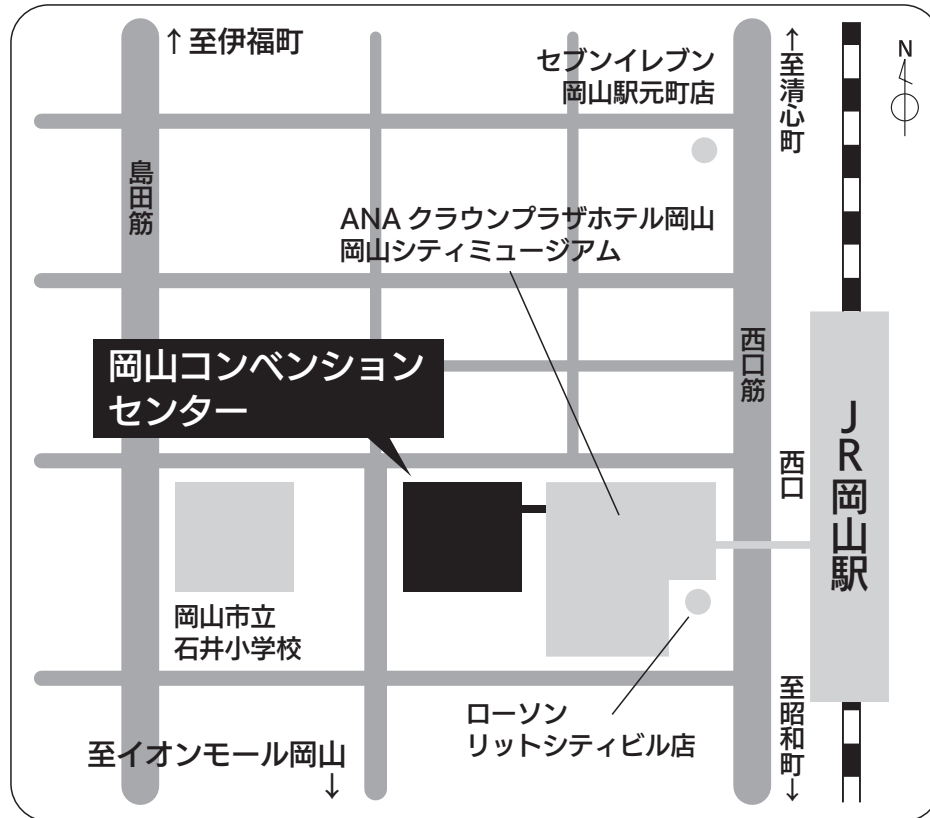 ↑至伊福町
セブンイレブン
岡山駅元町店
↑至清心町
N
島田筋
ANAクラウンプラザホテル岡山
岡山シティミュージアム
岡山コンベンション
センター
西口筋
西口
JR岡山駅
岡山市立
石井小学校
ローソン
リットシティビル店
至昭和町↓
至イオンモール岡山
↓